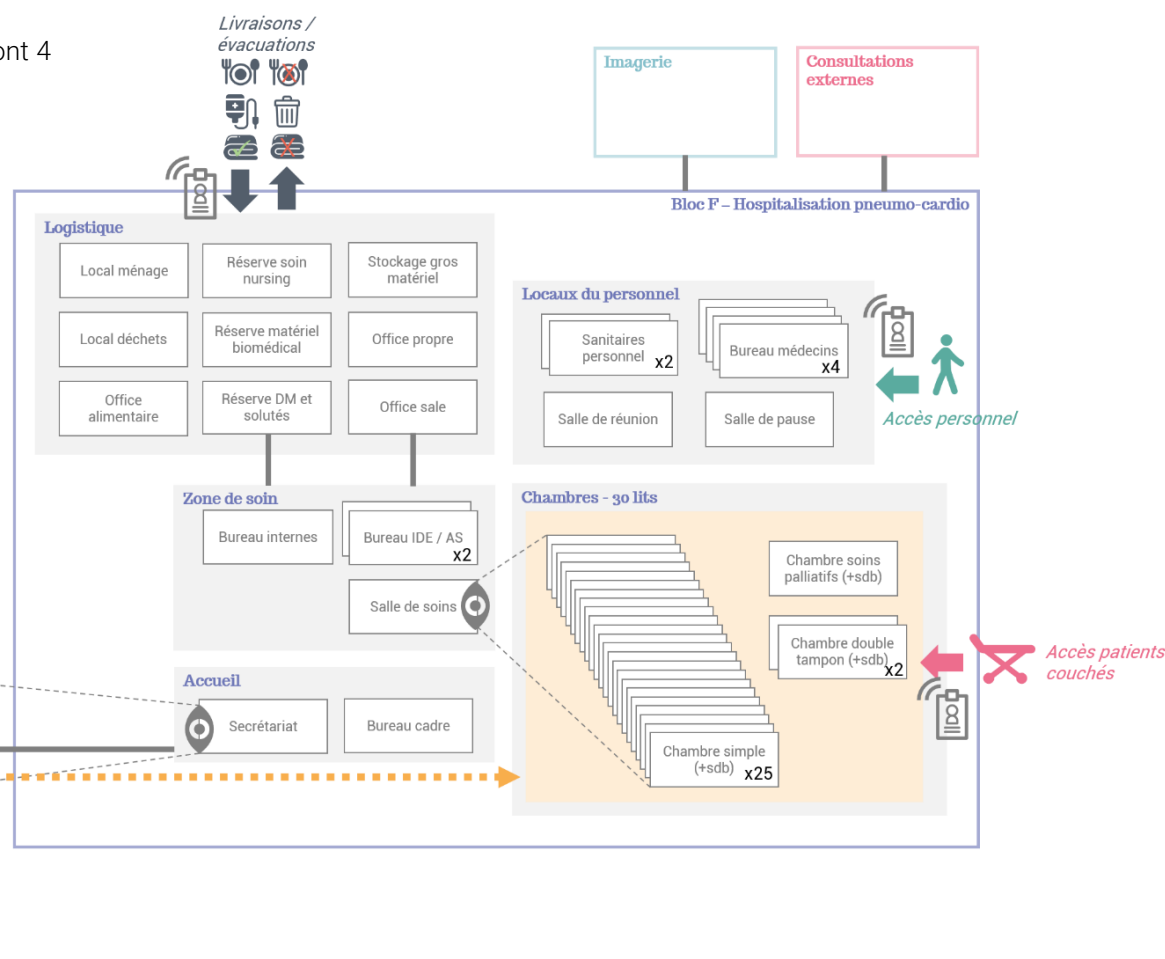 ont 4
Livraisons /
évacuations
Imagerie
Consultations
externes
Bloc F – Hospitalisation pneumo-cardio
Logistique
Local ménage
Réserve soin
nursing
Stockage gros
matériel
Local déchets
Réserve matériel
biomédical
Office propre
Office
alimentaire
Réserve DM et
solutés
Office sale
Locaux du personnel
Sanitaires
personnel
x2
Bureau médecins
x4
Salle de réunion
Salle de pause
Accès personnel
Zone de soin
Bureau internes
Bureau IDE / AS
x2
Salle de soins
Chambres - 30 lits
Chambre soins
palliatifs (+sdb)
Chambre double
tampon (+sdb)
x2
Chambre simple
(+sdb)
x25
Accès patients
couchés
Accueil
Secrétariat
Bureau cadre